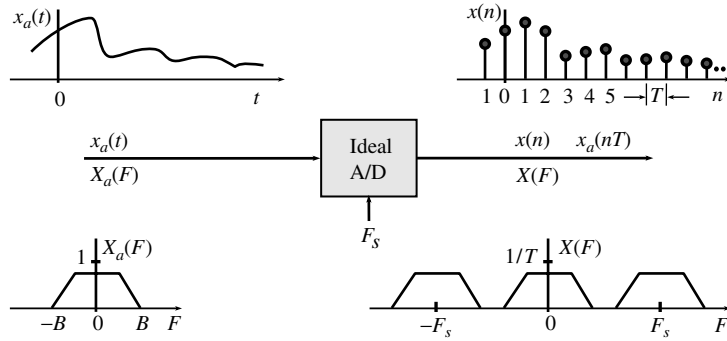 xₐ(t)
0
t
x(n)
1 0 1 2 3 4 5 T n
xₐ(t)
Xₐ(F)
Ideal
A/D
Fₛ
x(n) xₐ(nT)
X(F)
1
Xₐ(F)
−B 0 B F
1/T
X(F)
−Fₛ 0 Fₛ F